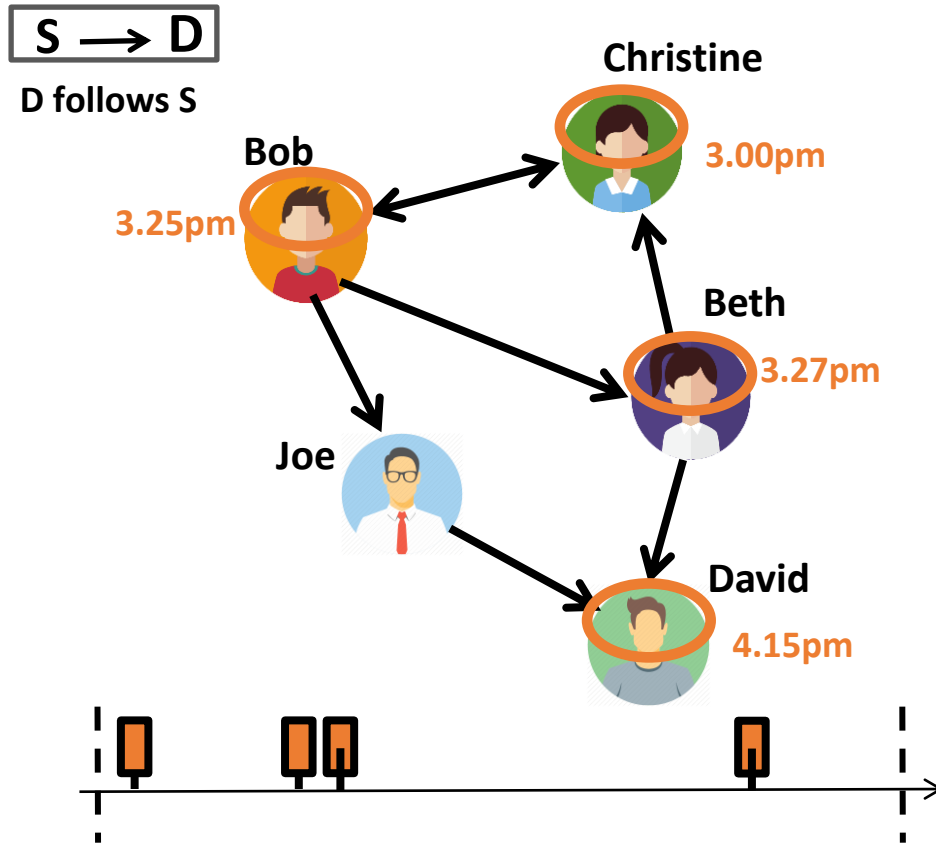 S → D
D follows S
Christine
3.00pm
Bob
3.25pm
Beth
3.27pm
Joe
David
4.15pm